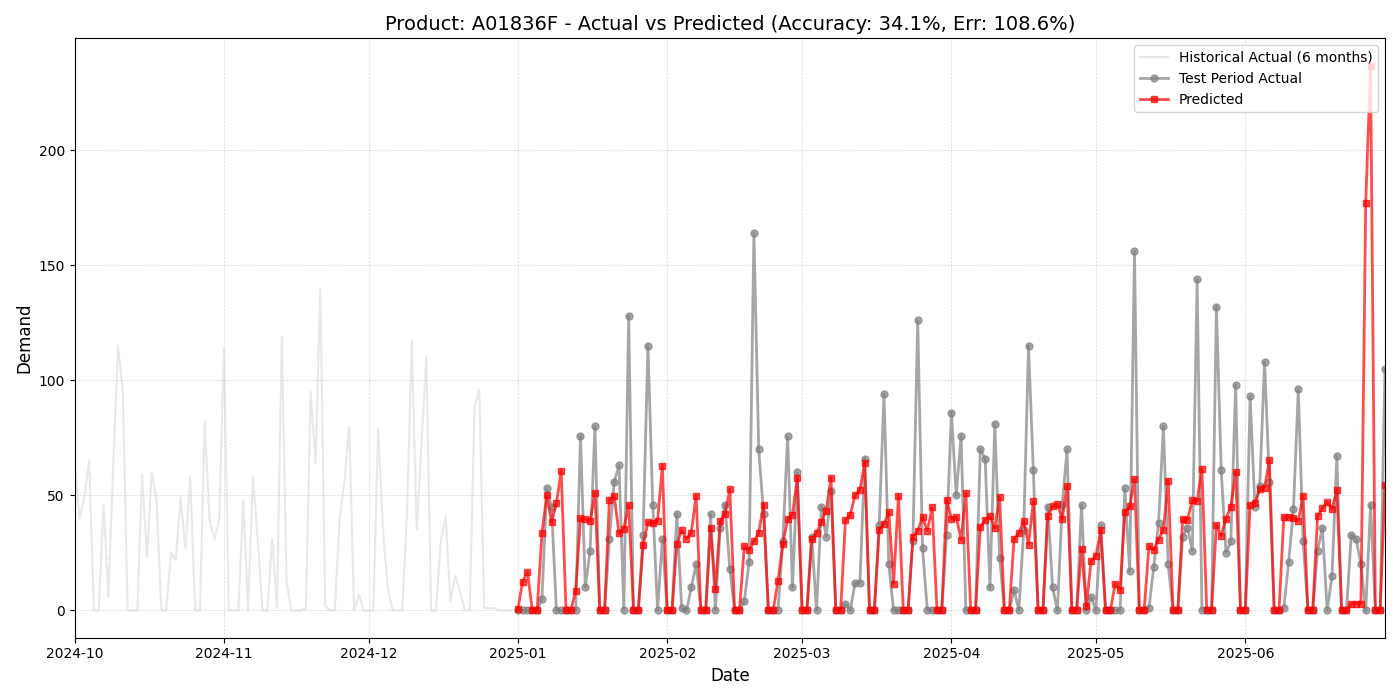 Product: A01836F - Actual vs Predicted (Accuracy: 34.1%, Err: 108.6%)
Historical Actual (6 months)
Test Period Actual
Predicted
Demand
200
150
100
50
0
2024-10
2024-11
2024-12
2025-01
2025-02
2025-03
2025-04
2025-05
2025-06
Date